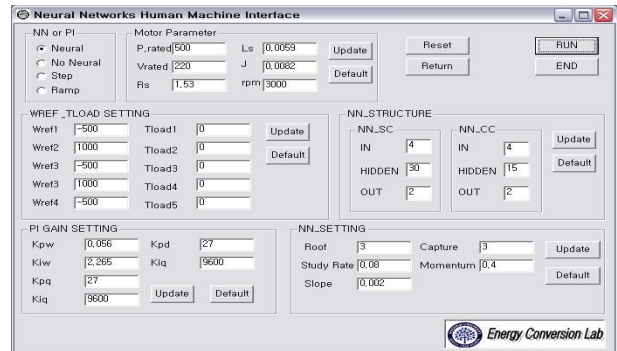 Neural Networks Human Machine Interface
NN or PI
Neural
No Neural
Step
Ramp
Motor Parameter
P.rated 500 Ls 0,0059
Vrated 220 J 0,0082
Rs 1,53 rpm 3000
Update
Default
Reset
Return
RUN
END
WREF_TLOAD SETTING
Wref1 -500 Tload1 0
Wref2 1000 Tload2 0
Wref3 -500 Tload3 0
Wref3 1000 Tload4 0
Wref4 -500 Tload5 0
Update
Default
NN_STRUCTURE
NN_SC
IN 4
HIDDEN 30
OUT 2
NN_CC
IN 4
HIDDEN 15
OUT 2
Update
Default
PI GAIN SETTING
Kpw 0,056 Kpd 27
Kiw 2,265 Kiq 9600
Kpq 27
Kiq 9600
Update Default
NN_SETTING
Roof 3 Capture 3
Study Rate 0,08 Momentum 0,4
Slope 0,002
Update
Default
Energy Conversion Lab